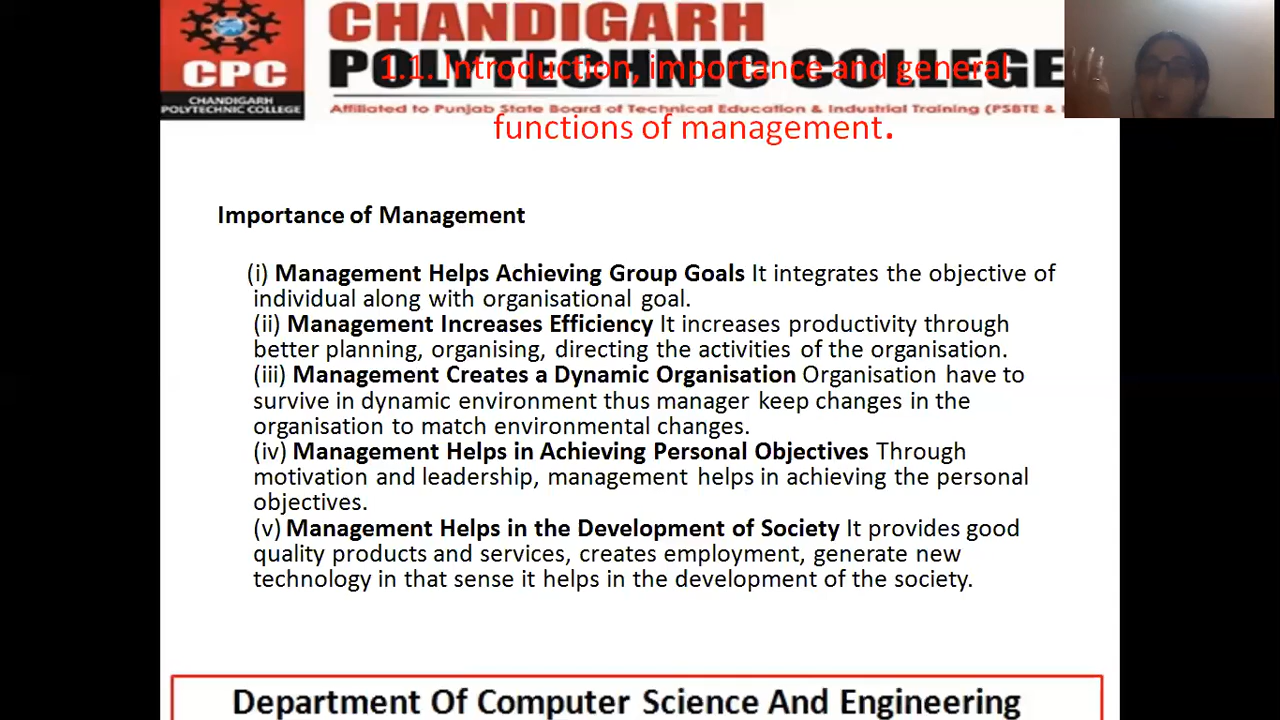 CHANDIGARH
POLYTECHNIC COLLEGE
CPC
CHANDIGARH
POLYTECHNIC COLLEGE
Affiliated to Punjab State Board of Technical Education & Industrial Training (PSBTE &
1.1. Introduction, importance and general
functions of management.
Importance of Management
(i) Management Helps Achieving Group Goals It integrates the objective of
individual along with organisational goal.
(ii) Management Increases Efficiency It increases productivity through
better planning, organising, directing the activities of the organisation.
(iii) Management Creates a Dynamic Organisation Organisation have to
survive in dynamic environment thus manager keep changes in the
organisation to match environmental changes.
(iv) Management Helps in Achieving Personal Objectives Through
motivation and leadership, management helps in achieving the personal
objectives.
(v) Management Helps in the Development of Society It provides good
quality products and services, creates employment, generate new
technology in that sense it helps in the development of the society.
Department Of Computer Science And Engineering